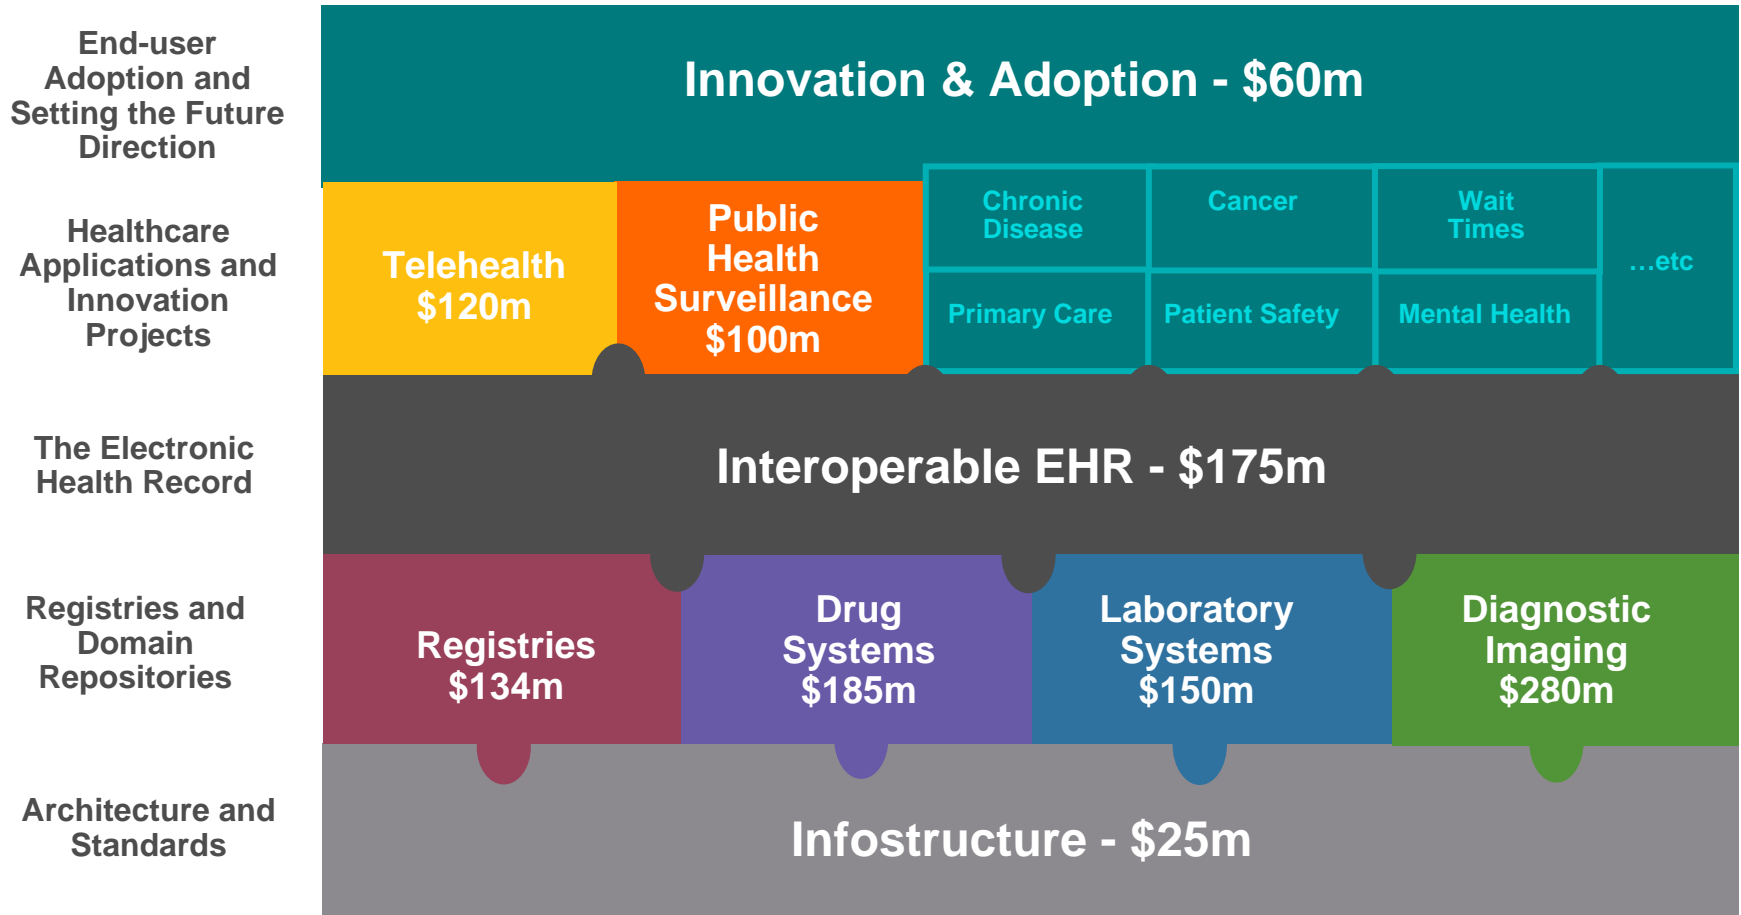 End-user
Adoption and
Setting the Future
Direction
Innovation & Adoption - $60m
Healthcare
Applications and
Innovation
Projects
Telehealth
$120m
Public
Health
Surveillance
$100m
Chronic
Disease
Cancer
Wait
Times
…etc
Primary Care
Patient Safety
Mental Health
The Electronic
Health Record
Interoperable EHR - $175m
Registries and
Domain
Repositories
Registries
$134m
Drug
Systems
$185m
Laboratory
Systems
$150m
Diagnostic
Imaging
$280m
Architecture and
Standards
Infostructure - $25m